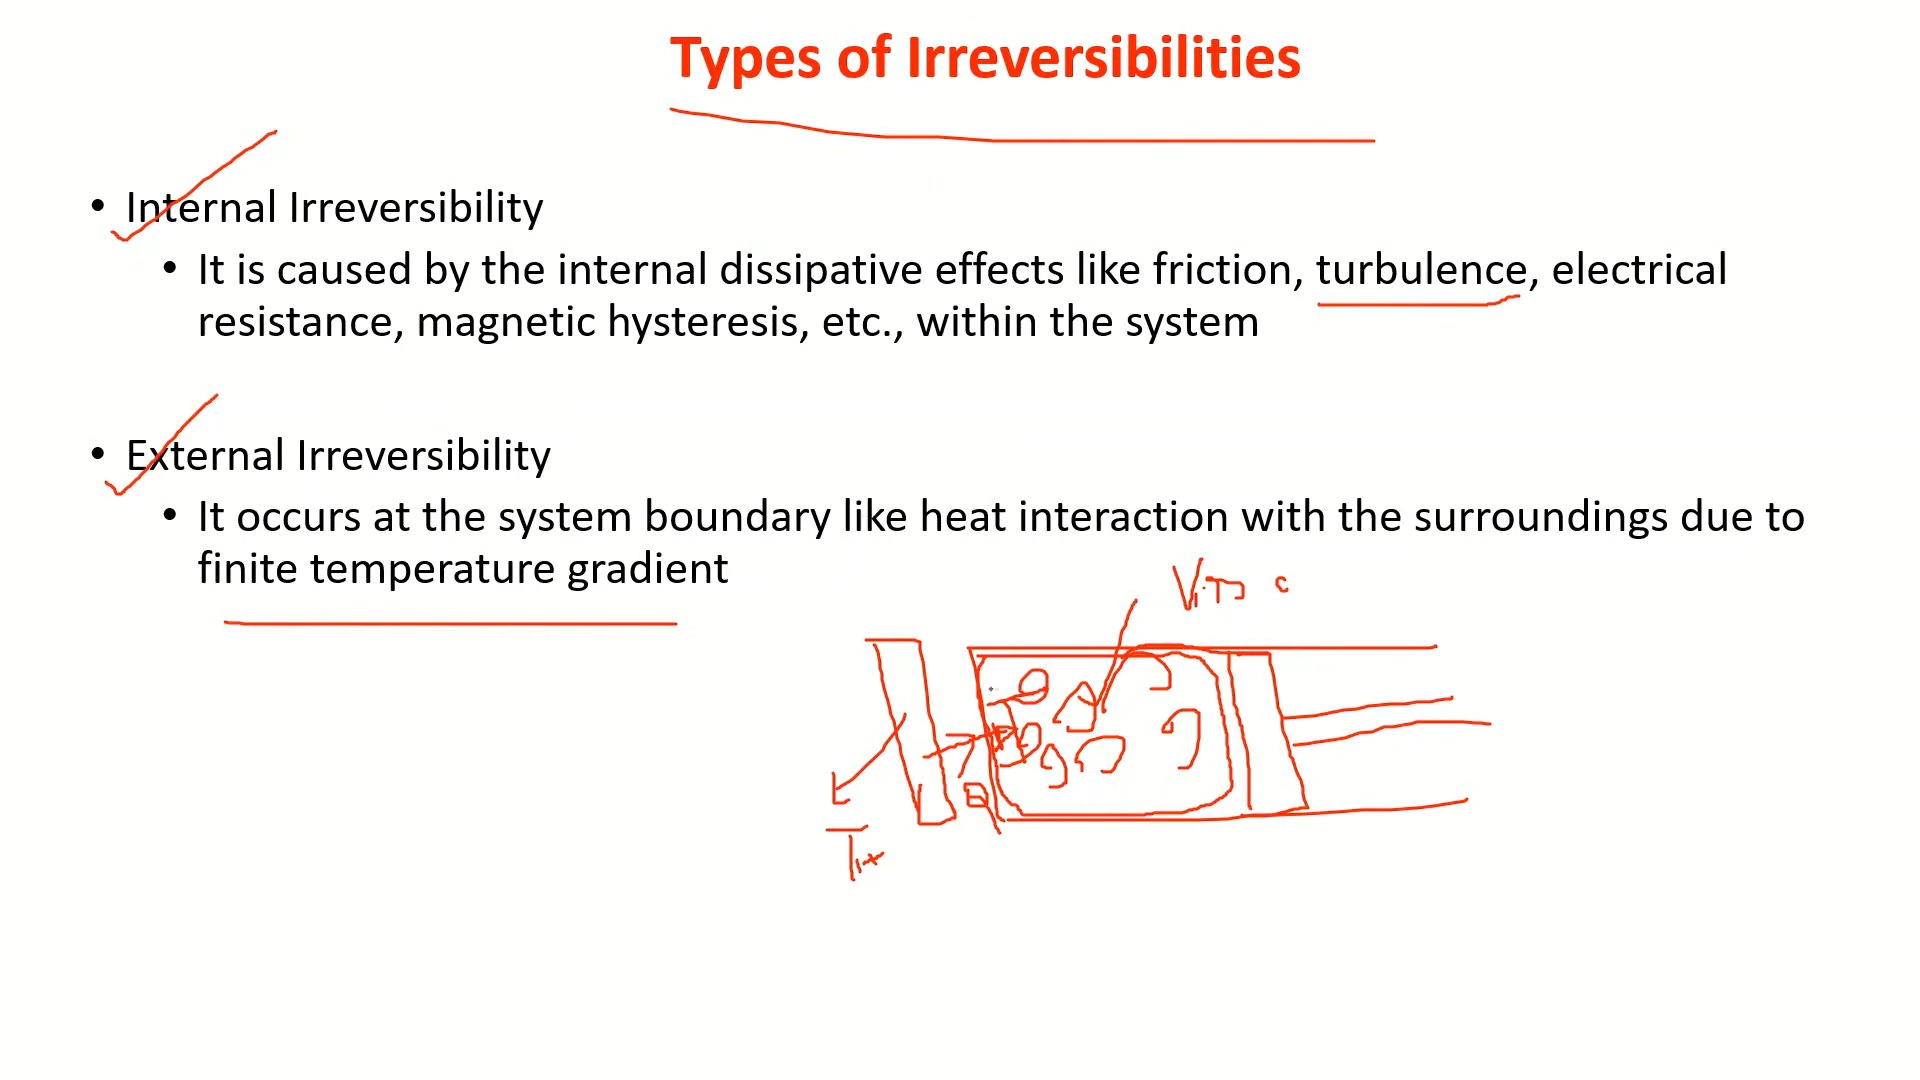 Types of Irreversibilities
• Internal Irreversibility
• It is caused by the internal dissipative effects like friction, turbulence, electrical
resistance, magnetic hysteresis, etc., within the system
• External Irreversibility
• It occurs at the system boundary like heat interaction with the surroundings due to
finite temperature gradient